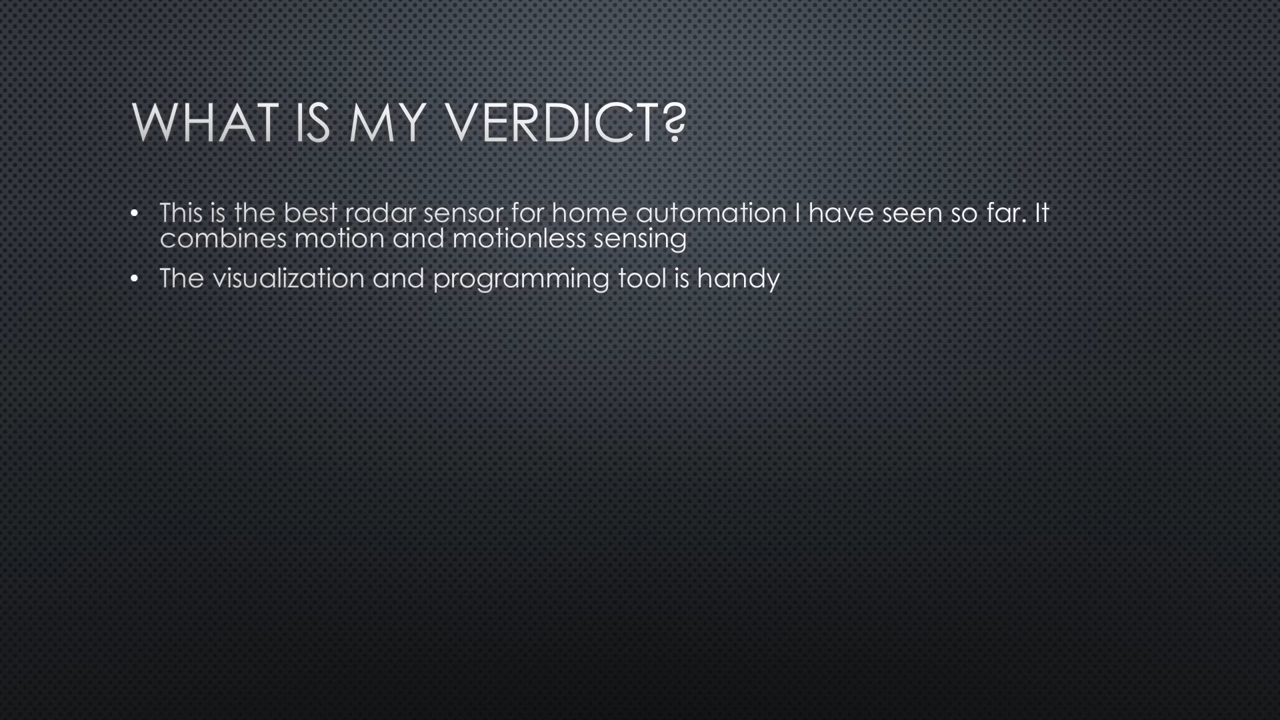 WHAT IS MY VERDICT?
• This is the best radar sensor for home automation I have seen so far. It
combines motion and motionless sensing
• The visualization and programming tool is handy